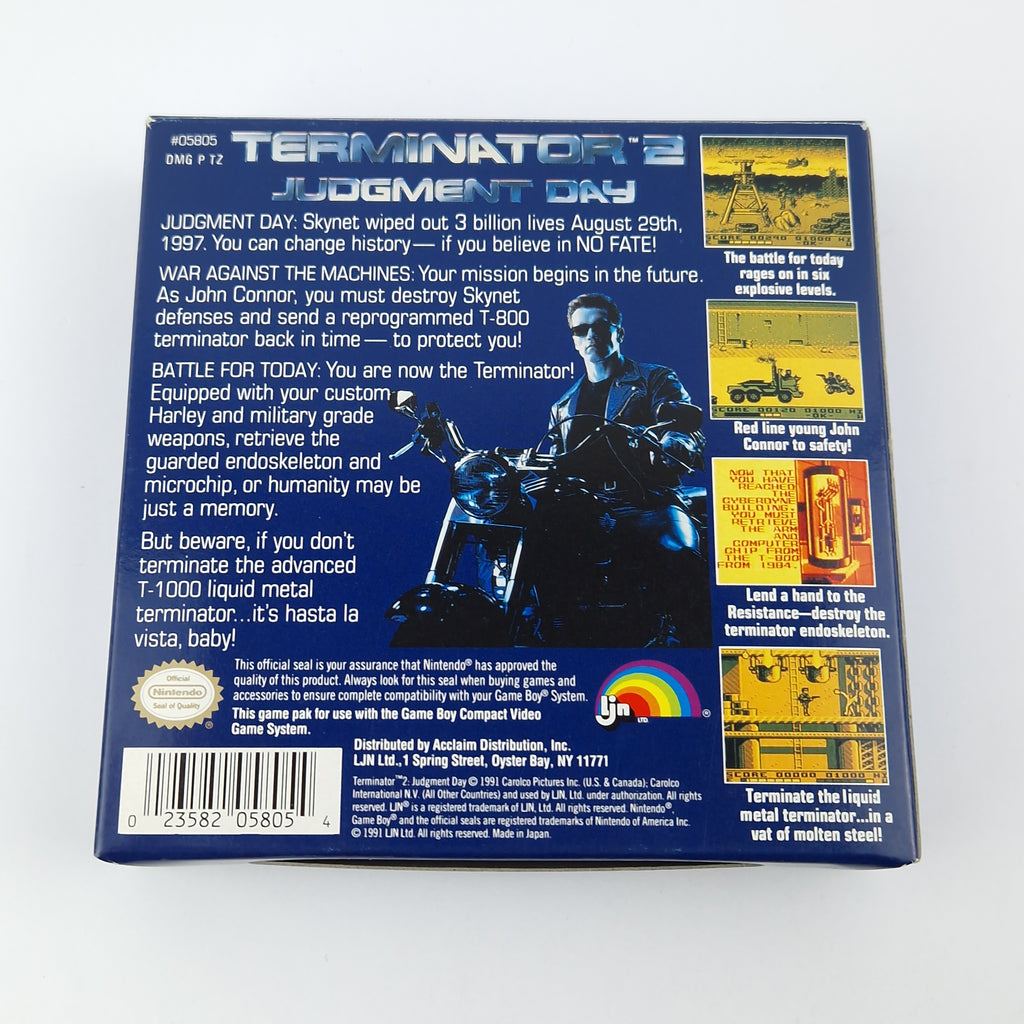 #05805
DMG P TZ
TERMINATOR™2
JUDGMENT DAY
JUDGMENT DAY: Skynet wiped out 3 billion lives August 29th,
1997. You can change history— if you believe in NO FATE!
WAR AGAINST THE MACHINES: Your mission begins in the future.
As John Connor, you must destroy Skynet
defenses and send a reprogrammed T-800
terminator back in time — to protect you!
BATTLE FOR TODAY: You are now the Terminator!
Equipped with your custom
Harley and military grade
weapons, retrieve the
guarded endoskeleton and
microchip, or humanity may be
just a memory.
But beware, if you don't
terminate the advanced
T-1000 liquid metal
terminator...it's hasta la
vista, baby!
SCORE 00290 01000 HI
-OK-
The battle for today
rages on in six
explosive levels.
SCORE 00120 01000 HI
-OK-
Red line young John
Connor to safety!
NOW THAT
YOU HAVE
REACHED
THE
CYBERDYNE
BUILDING,
YOU MUST
RETRIEVE
THE ARM
AND
COMPUTER
CHIP FROM
THE T-800
FROM 1984.
Lend a hand to the
Resistance—destroy the
terminator endoskeleton.
SCORE 00000 01000 HI
Terminate the liquid
metal terminator...in a
vat of molten steel!
Official
Nintendo
Seal of Quality
®
This official seal is your assurance that Nintendo® has approved the
quality of this product. Always look for this seal when buying games and
accessories to ensure complete compatibility with your Game Boy® System.
This game pak for use with the Game Boy Compact Video
Game System.
ljn LTD. ®
Distributed by Acclaim Distribution, Inc.
LJN Ltd., 1 Spring Street, Oyster Bay, NY 11771
Terminator™2: Judgment Day © 1991 Carolco Pictures Inc. (U.S. & Canada); Carolco
International N.V. (All Other Countries) and used by LJN, Ltd. under authorization. All rights
reserved. LJN® is a registered trademark of LJN, Ltd. All rights reserved. Nintendo®
Game Boy® and the official seals are registered trademarks of Nintendo of America Inc.
© 1991 LJN Ltd. All rights reserved. Made in Japan.
0 23582 05805 4